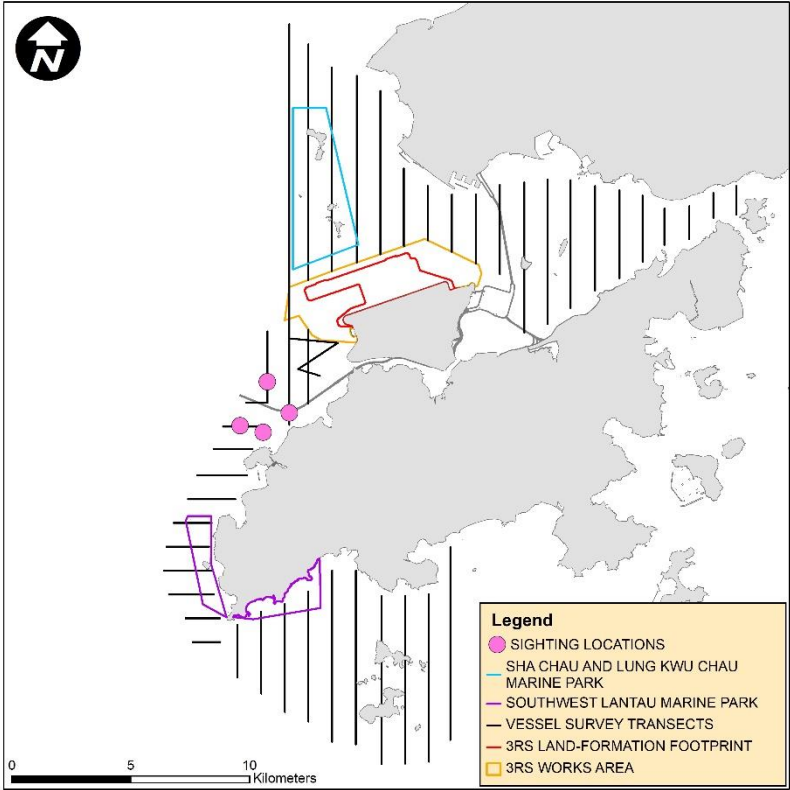 N
Legend
SIGHTING LOCATIONS
SHA CHAU AND LUNG KWU CHAU
MARINE PARK
SOUTHWEST LANTAU MARINE PARK
VESSEL SURVEY TRANSECTS
3RS LAND-FORMATION FOOTPRINT
3RS WORKS AREA
0 5 10
Kilometers